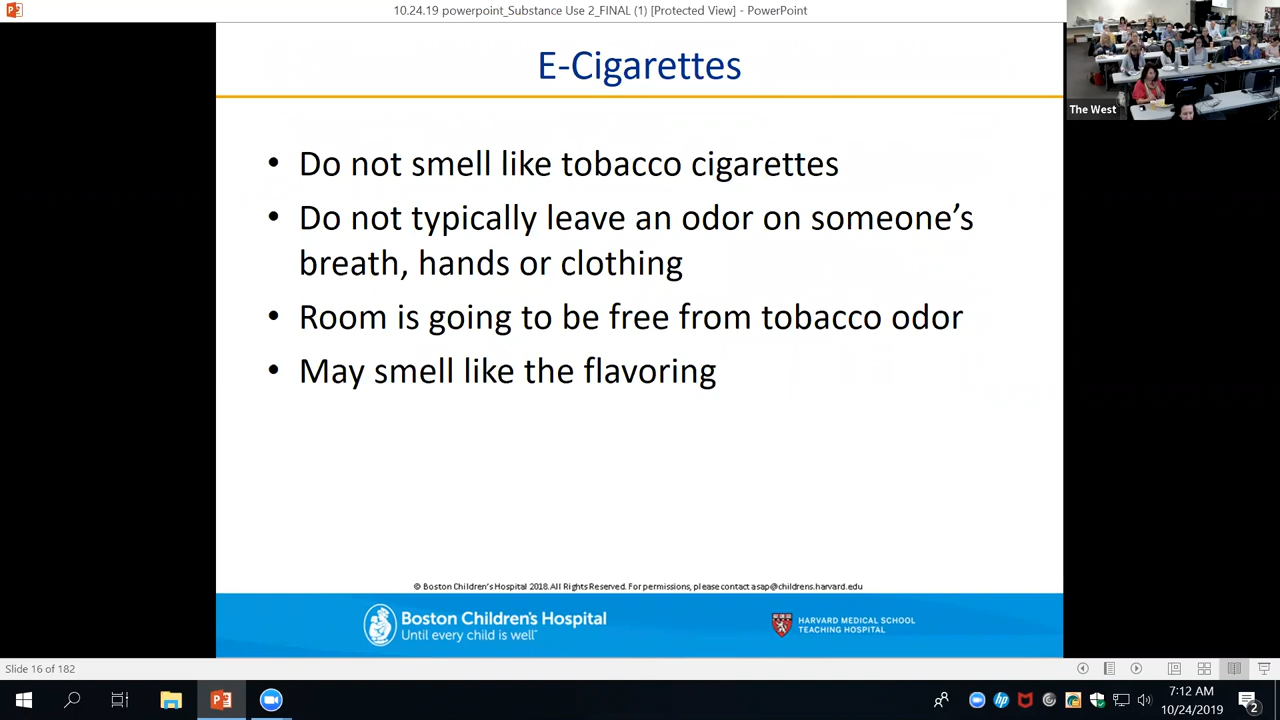 10.24.19 powerpoint_Substance Use 2_FINAL (1) [Protected View] - PowerPoint
The West
E-Cigarettes
• Do not smell like tobacco cigarettes
• Do not typically leave an odor on someone's
breath, hands or clothing
• Room is going to be free from tobacco odor
• May smell like the flavoring
© Boston Children's Hospital 2018.All Rights Reserved. For permissions, please contact asap@childrens.harvard.edu
Boston Children's Hospital
Until every child is well™
HARVARD MEDICAL SCHOOL
TEACHING HOSPITAL
Slide 16 of 182
7:12 AM
10/24/2019
2